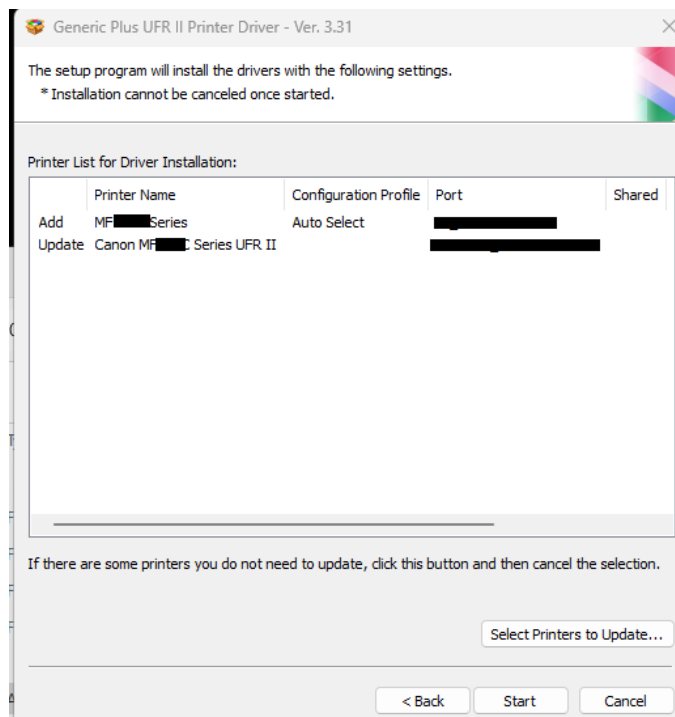 Generic Plus UFR II Printer Driver - Ver. 3.31
The setup program will install the drivers with the following settings.
* Installation cannot be canceled once started.
Printer List for Driver Installation:
Printer Name Configuration Profile Port Shared
Add MF Series Auto Select
Update Canon MF Series UFR II
If there are some printers you do not need to update, click this button and then cancel the selection.
Select Printers to Update...
< Back Start Cancel